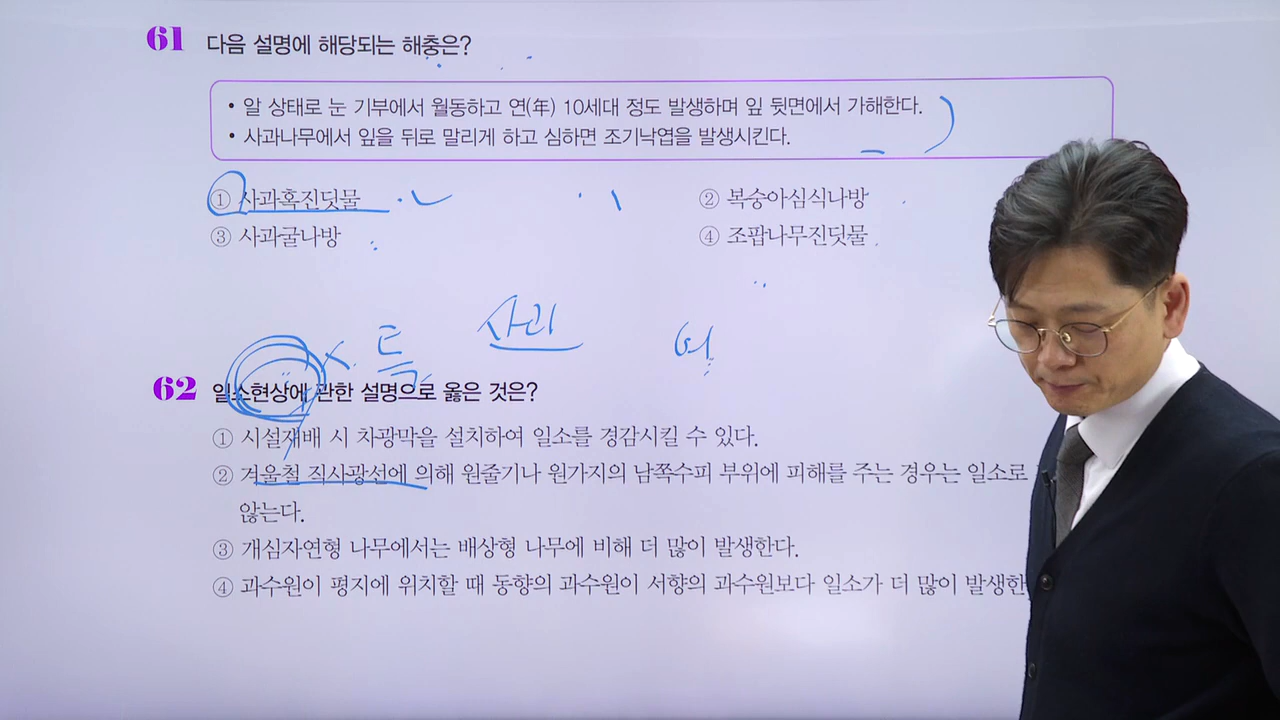 61 다음 설명에 해당되는 해충은?
• 알 상태로 눈 기부에서 월동하고 연(年) 10세대 정도 발생하며 잎 뒷면에서 가해한다.
• 사과나무에서 잎을 뒤로 말리게 하고 심하면 조기낙엽을 발생시킨다.
① 사과혹진딧물
② 복숭아심식나방
③ 사과굴나방
④ 조팝나무진딧물
사과
62 일소현상에 관한 설명으로 옳은 것은?
① 시설재배 시 차광막을 설치하여 일소를 경감시킬 수 있다.
② 겨울철 직사광선에 의해 원줄기나 원가지의 남쪽수피 부위에 피해를 주는 경우는 일소로
않는다.
③ 개심자연형 나무에서는 배상형 나무에 비해 더 많이 발생한다.
④ 과수원이 평지에 위치할 때 동향의 과수원이 서향의 과수원보다 일소가 더 많이